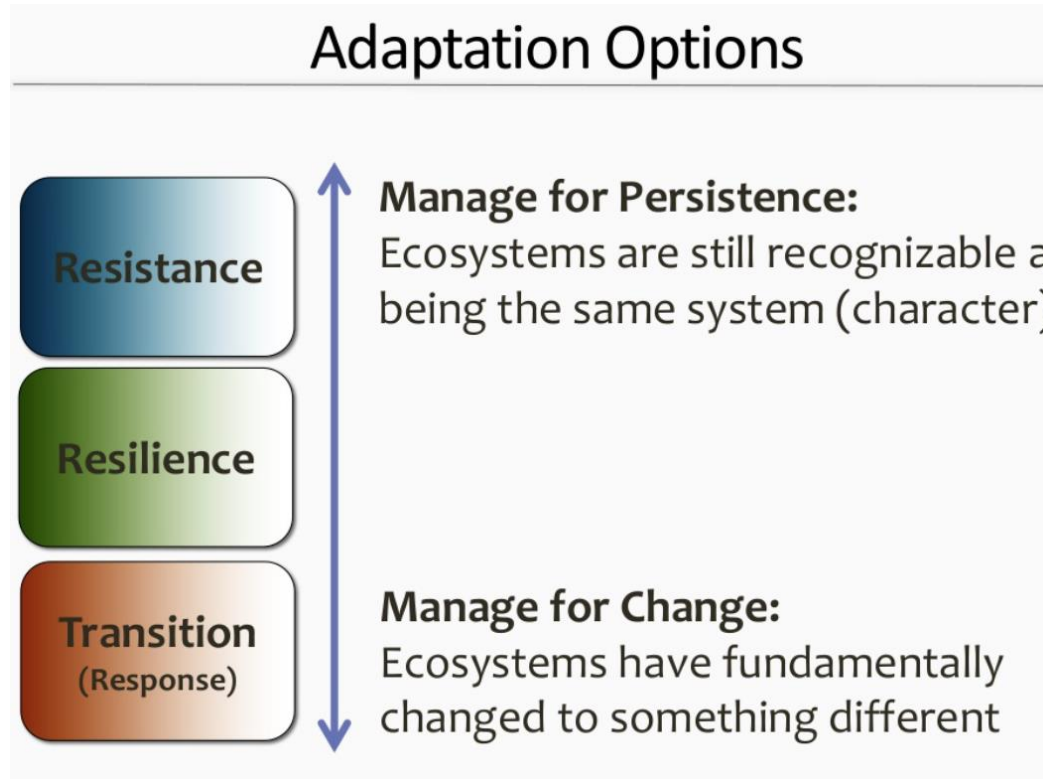 Adaptation Options
Resistance
Manage for Persistence:
Ecosystems are still recognizable a
being the same system (character)
Resilience
Transition
(Response)
Manage for Change:
Ecosystems have fundamentally
changed to something different